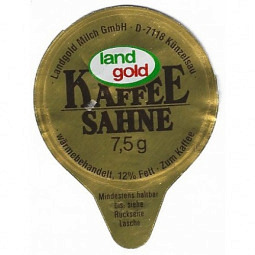 Landgold Milch GmbH · D-7118 Künzelsau
land
gold
KAFFEE
SAHNE
7,5 g
wärmebehandelt, 12% Fett - Zum Kaffee
Mindestens haltbar
bis: siehe
Rückseite
Lasche